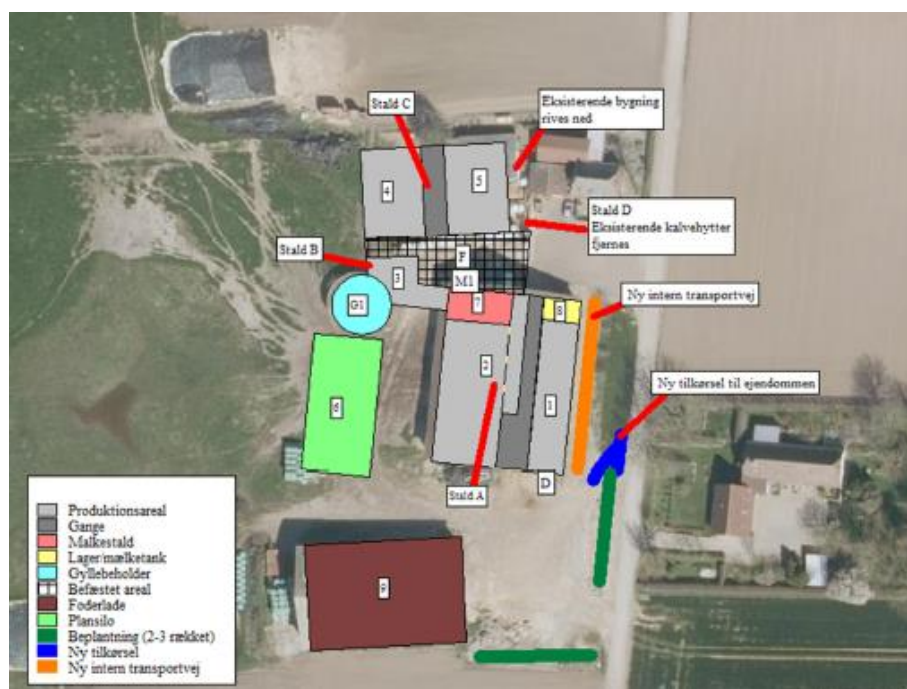 Stald C
Eksisterende bygning
rives ned
4
5
Stald D
Eksisterende kalvehytter
fjernes
Stald B
F
3
M1
Ny intern transportvej
G1
7
8
2
Ny tilkørsel til ejendommen
6
1
Stald A
D
Produktionsareal
Gange
Malkestald
Lager/mælketank
Gyllebeholder
Befæstet areal
Foderlade
Plansilo
Beplantning (2-3 rækket)
Ny tilkørsel
Ny intern transportvej
9